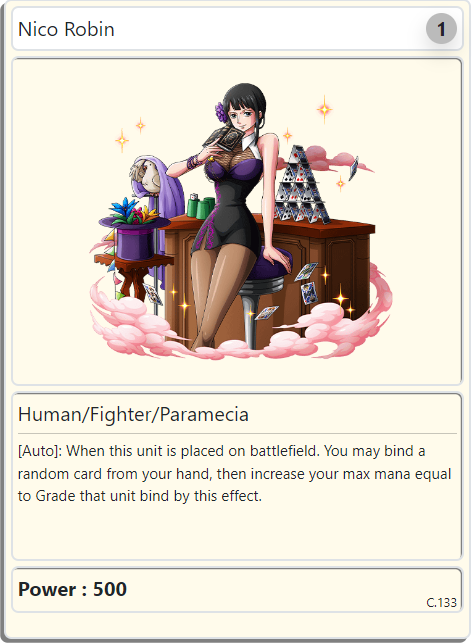 Nico Robin
1
Human/Fighter/Paramecia
[Auto]: When this unit is placed on battlefield. You may bind a
random card from your hand, then increase your max mana equal
to Grade that unit bind by this effect.
Power : 500
C.133